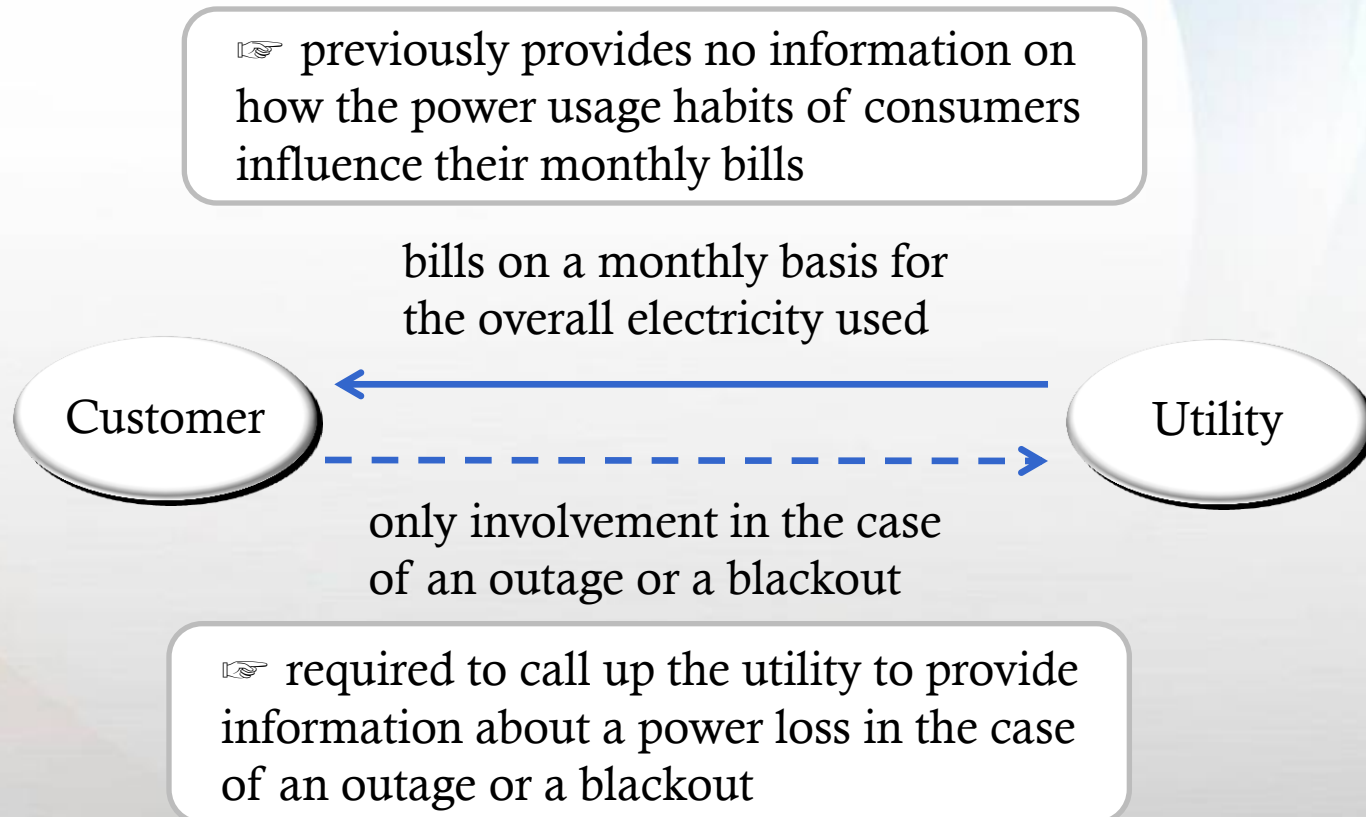 ☞ previously provides no information on
how the power usage habits of consumers
influence their monthly bills
bills on a monthly basis for
the overall electricity used
Customer
Utility
only involvement in the case
of an outage or a blackout
☞ required to call up the utility to provide
information about a power loss in the case
of an outage or a blackout